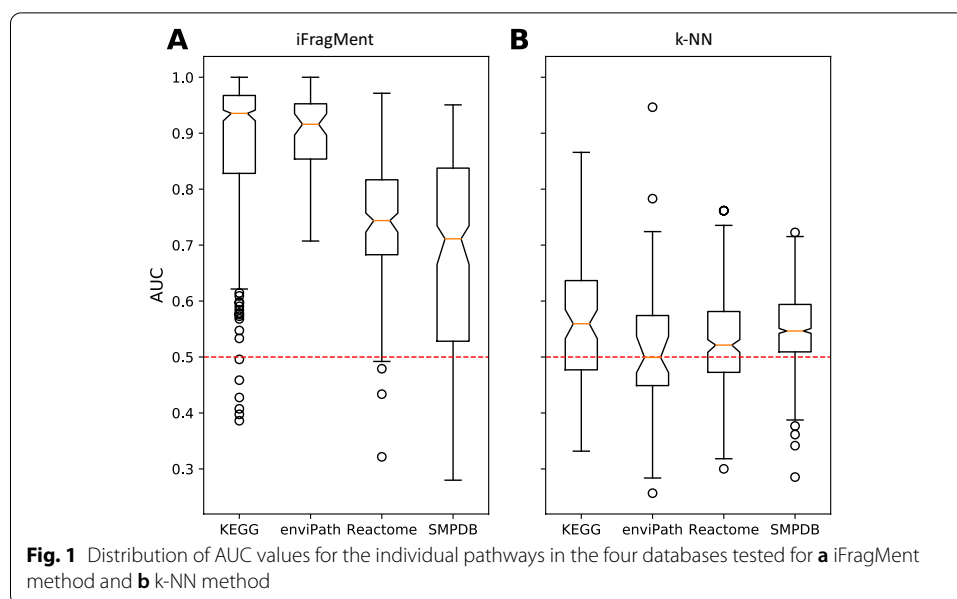 A
iFragMent
B
k-NN
AUC
1.0
0.9
0.8
0.7
0.6
0.5
0.4
0.3
KEGG enviPath Reactome SMPDB
KEGG enviPath Reactome SMPDB
Fig. 1 Distribution of AUC values for the individual pathways in the four databases tested for a iFragMent
method and b k-NN method